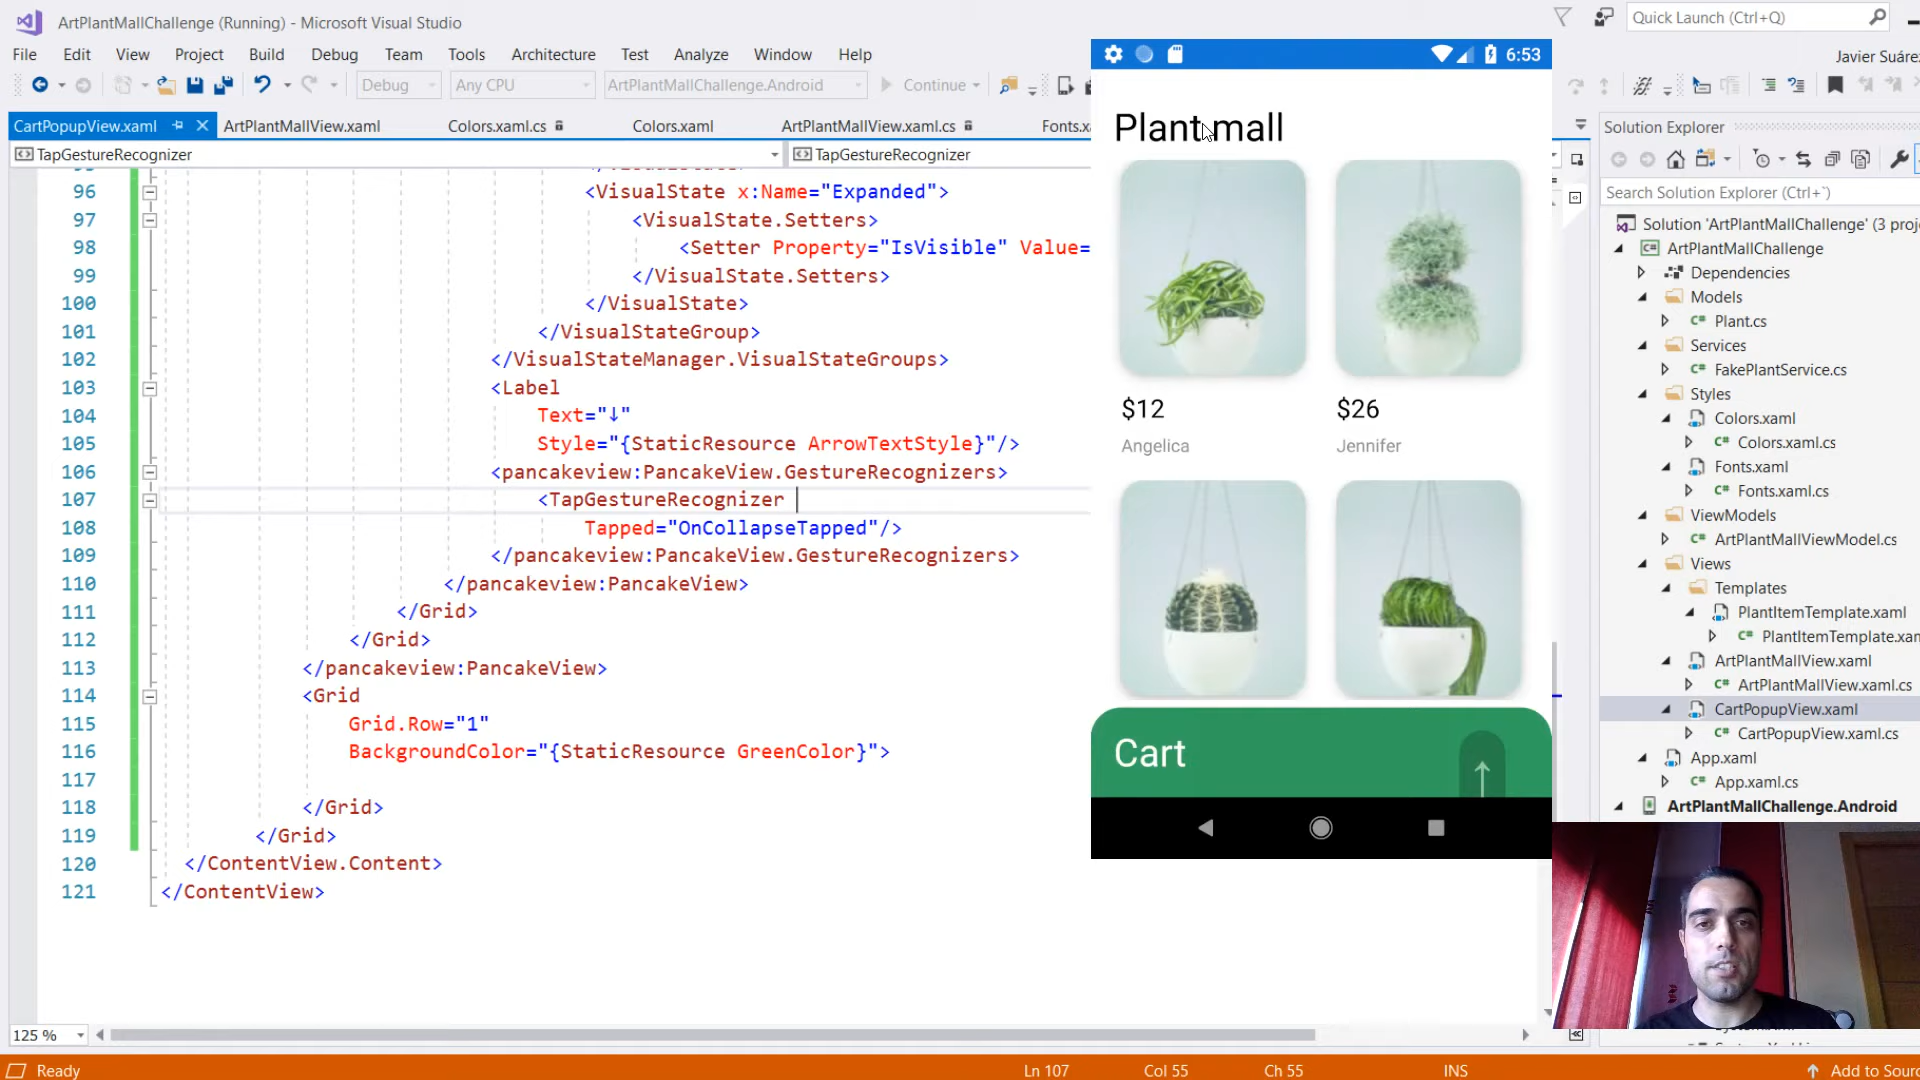 ArtPlantMallChallenge (Running) - Microsoft Visual Studio
Quick Launch (Ctrl+Q)
File Edit View Project Build Debug Team Tools Architecture Test Analyze Window Help
Javier Suáre
Debug Any CPU ArtPlantMallChallenge.Android Continue
CartPopupView.xaml ArtPlantMallView.xaml Colors.xaml.cs Colors.xaml ArtPlantMallView.xaml.cs Fonts.xa
TapGestureRecognizer TapGestureRecognizer
96 <VisualState x:Name="Expanded">
97 <VisualState.Setters>
98 <Setter Property="IsVisible" Value=
99 </VisualState.Setters>
100 </VisualState>
101 </VisualStateGroup>
102 </VisualStateManager.VisualStateGroups>
103 <Label
104 Text="↓"
105 Style="{StaticResource ArrowTextStyle}"/>
106 <pancakeview:PancakeView.GestureRecognizers>
107 <TapGestureRecognizer
108 Tapped="OnCollapseTapped"/>
109 </pancakeview:PancakeView.GestureRecognizers>
110 </pancakeview:PancakeView>
111 </Grid>
112 </Grid>
113 </pancakeview:PancakeView>
114 <Grid
115 Grid.Row="1"
116 BackgroundColor="{StaticResource GreenColor}">
117
118 </Grid>
119 </Grid>
120 </ContentView.Content>
121 </ContentView>
125 %
6:53
Plant mall
$12
Angelica
$26
Jennifer
Cart
↑
Solution Explorer
Search Solution Explorer (Ctrl+`)
Solution 'ArtPlantMallChallenge' (3 proj
ArtPlantMallChallenge
Dependencies
Models
Plant.cs
Services
FakePlantService.cs
Styles
Colors.xaml
Colors.xaml.cs
Fonts.xaml
Fonts.xaml.cs
ViewModels
ArtPlantMallViewModel.cs
Views
Templates
PlantItemTemplate.xaml
PlantItemTemplate.xan
ArtPlantMallView.xaml
ArtPlantMallView.xaml.cs
CartPopupView.xaml
CartPopupView.xaml.cs
App.xaml
App.xaml.cs
ArtPlantMallChallenge.Android
Ready Ln 107 Col 55 Ch 55 INS Add to Sourc